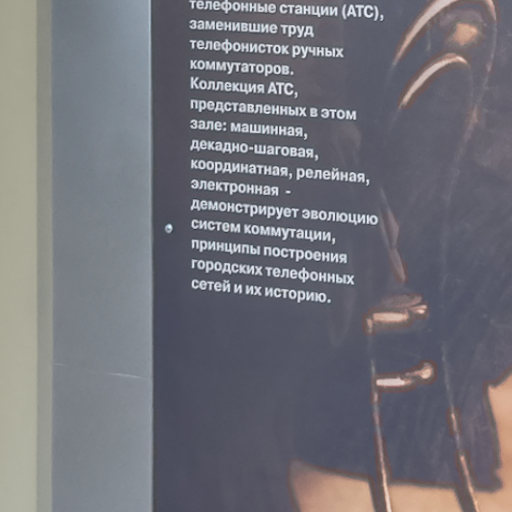 телефонные станции (АТС),
заменившие труд
телефонисток ручных
коммутаторов.
Коллекция АТС,
представленных в этом
зале: машинная,
декадно-шаговая,
координатная, релейная,
электронная -
демонстрирует эволюцию
систем коммутации,
принципы построения
городских телефонных
сетей и их историю.